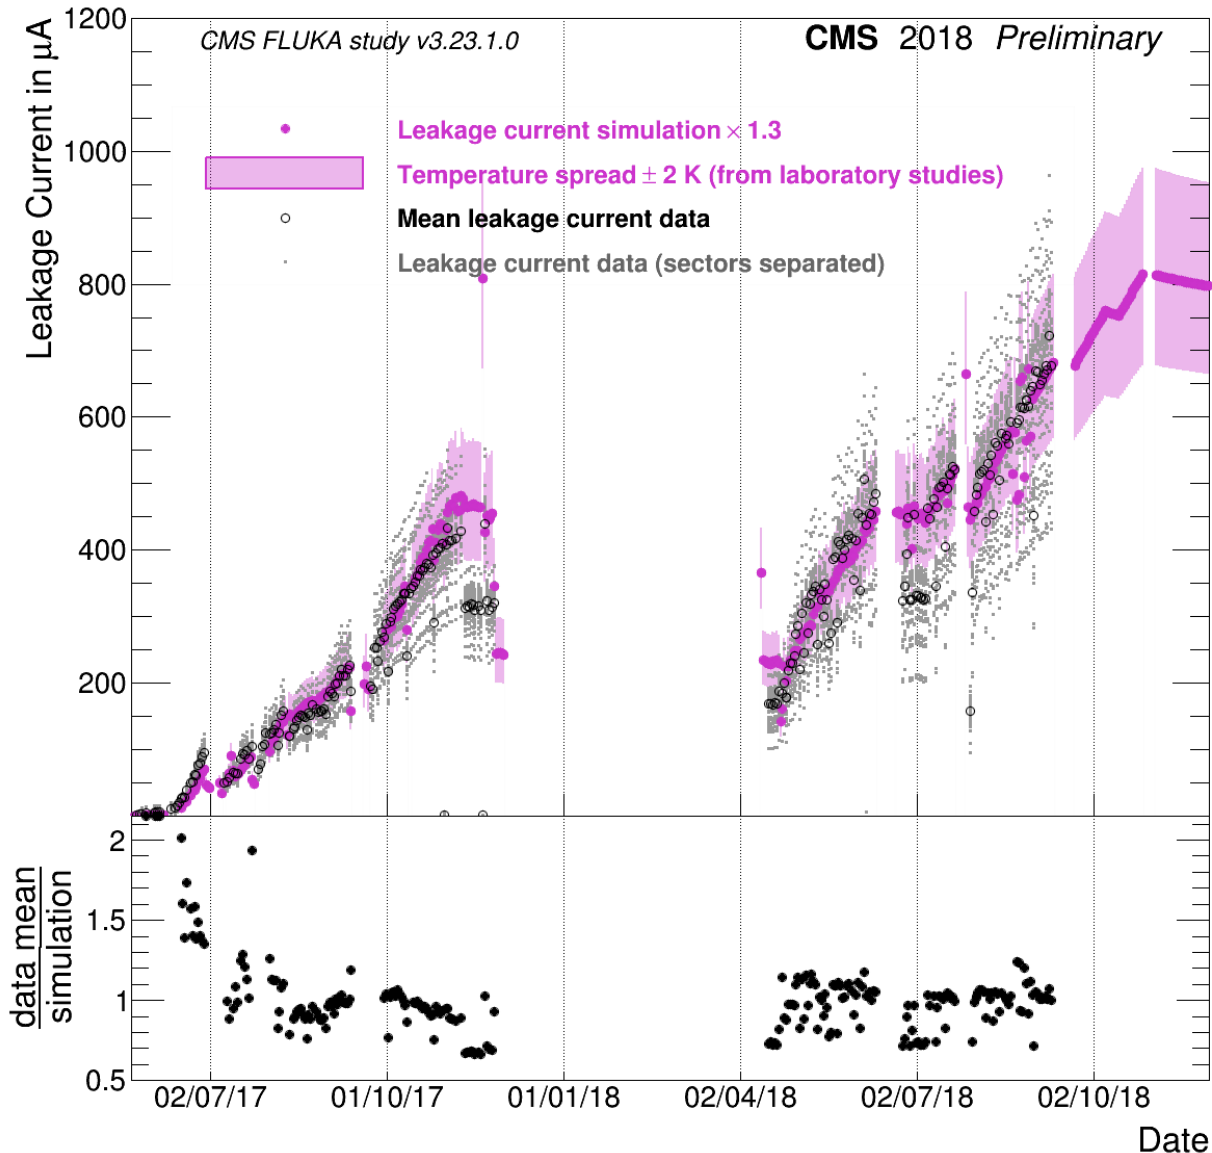 CMS FLUKA study v3.23.1.0
CMS 2018 Preliminary
Leakage Current in μA
1200
1000
800
600
400
200
Leakage current simulation × 1.3
Temperature spread ± 2 K (from laboratory studies)
Mean leakage current data
Leakage current data (sectors separated)
data mean
simulation
2
1.5
1
0.5
02/07/17 01/10/17 01/01/18 02/04/18 02/07/18 02/10/18
Date